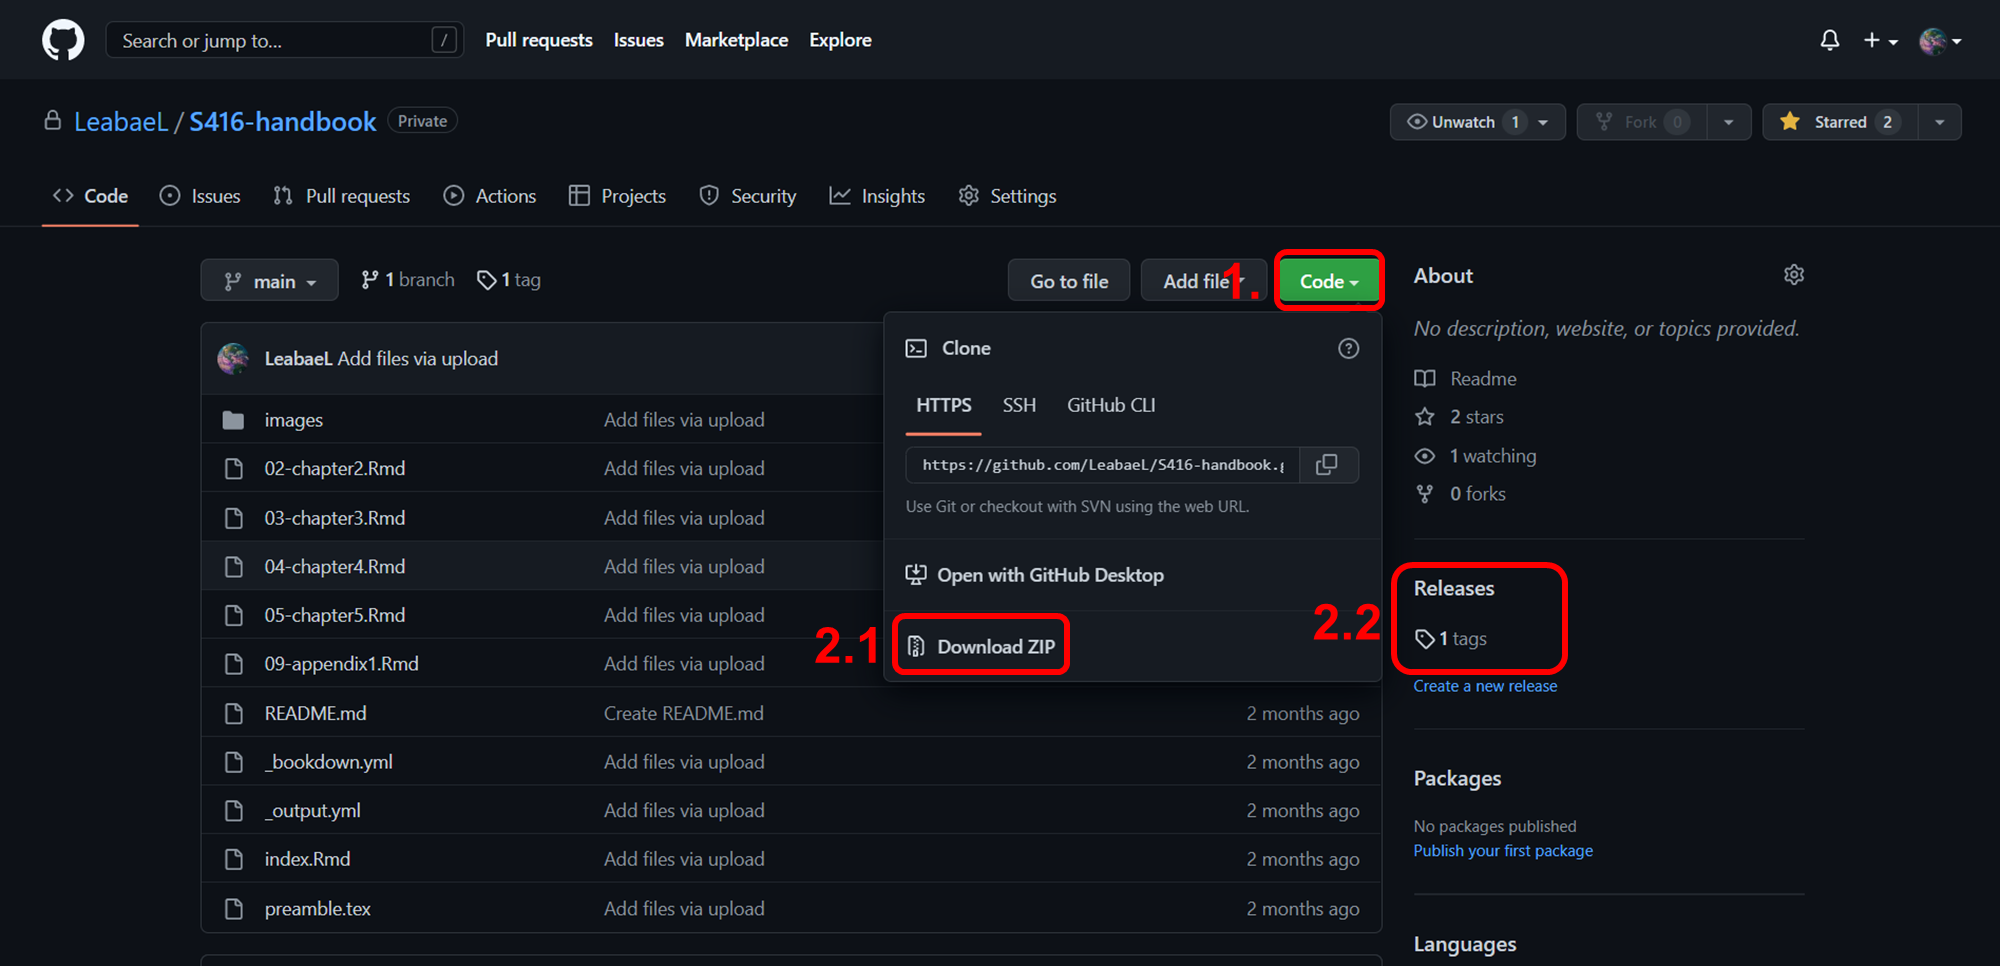 Search or jump to... /
Pull requests Issues Marketplace Explore
LeabaeL / S416-handbook Private
Unwatch 1 Fork 0 Starred 2
Code Issues Pull requests Actions Projects Security Insights Settings
main 1 branch 1 tag
Go to file Add file 1. Code
LeabaeL Add files via upload
images Add files via upload
02-chapter2.Rmd Add files via upload
03-chapter3.Rmd Add files via upload
04-chapter4.Rmd Add files via upload
05-chapter5.Rmd Add files via upload
09-appendix1.Rmd Add files via upload
README.md Create README.md 2 months ago
_bookdown.yml Add files via upload 2 months ago
_output.yml Add files via upload 2 months ago
index.Rmd Add files via upload 2 months ago
preamble.tex Add files via upload 2 months ago
Clone
HTTPS SSH GitHub CLI
https://github.com/LeabaeL/S416-handbook.
Use Git or checkout with SVN using the web URL.
Open with GitHub Desktop
2.1 Download ZIP
About
No description, website, or topics provided.
Readme
2 stars
1 watching
0 forks
2.2
Releases
1 tags
Create a new release
Packages
No packages published
Publish your first package
Languages